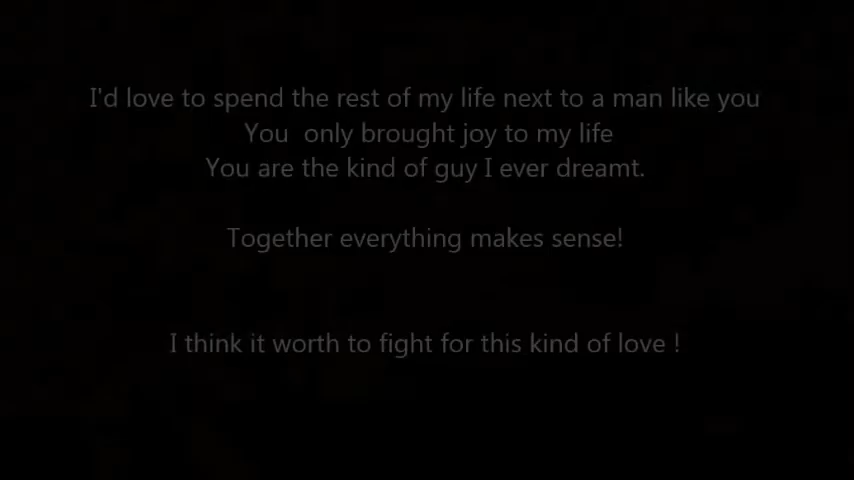 I'd love to spend the rest of my life next to a man like you
You  only brought joy to my life
You are the kind of guy I ever dreamt.
Together everything makes sense!
I think it worth to fight for this kind of love !